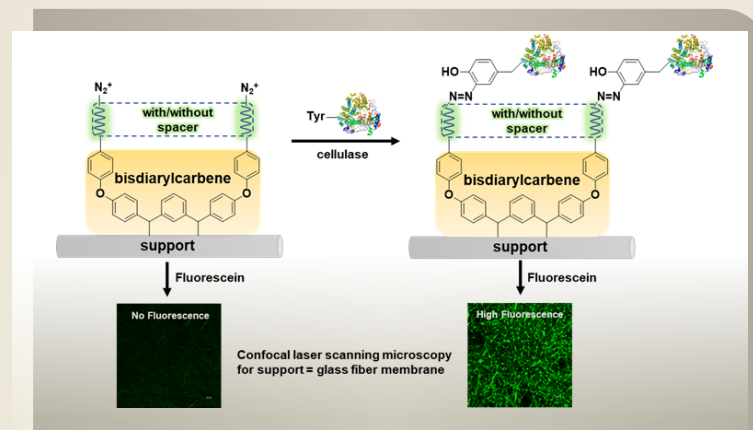 N₂⁺
N₂⁺
with/without
spacer
bisdiarylcarbene
O
O
support
Tyr
cellulase
HO
N=N
HO
N=N
with/without
spacer
bisdiarylcarbene
O
O
support
Fluorescein
Fluorescein
No Fluorescence
High Fluorescence
Confocal laser scanning microscopy
for support = glass fiber membrane